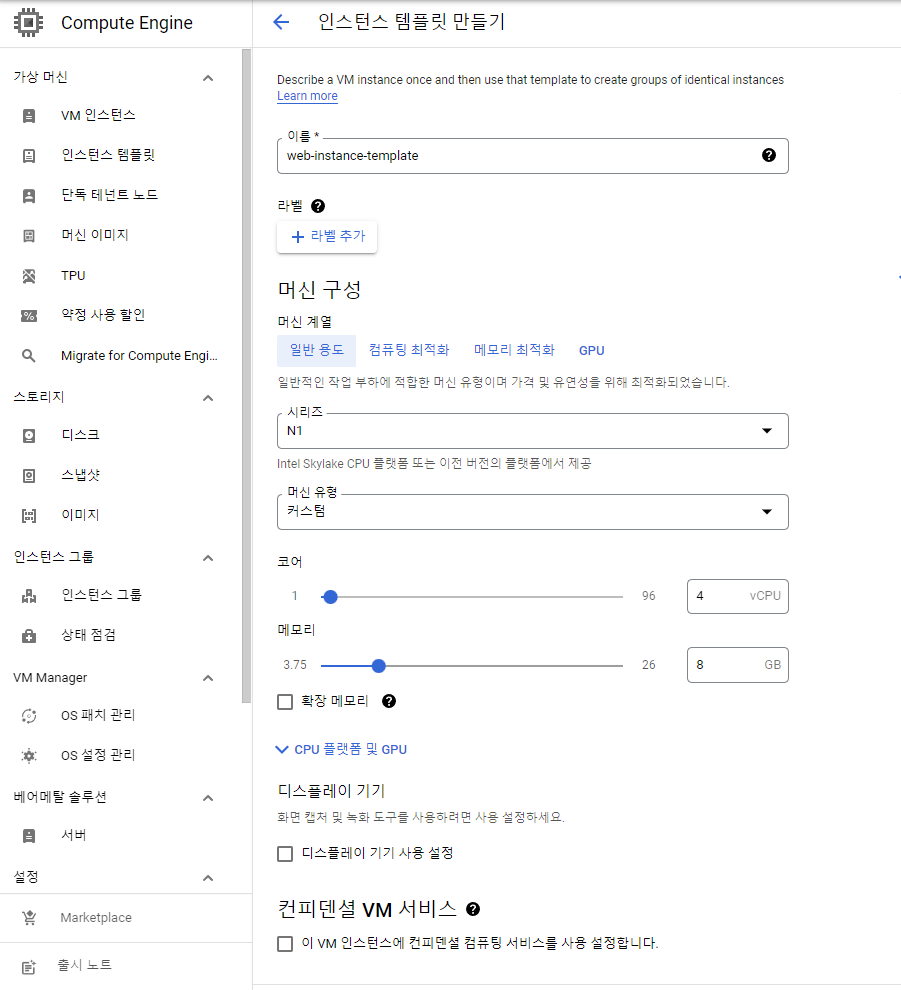 Compute Engine
가상 머신
VM 인스턴스
인스턴스 템플릿
단독 테넌트 노드
머신 이미지
TPU
약정 사용 할인
Migrate for Compute Engi...
스토리지
디스크
스냅샷
이미지
인스턴스 그룹
인스턴스 그룹
상태 점검
VM Manager
OS 패치 관리
OS 설정 관리
베어메탈 솔루션
서버
설정
Marketplace
출시 노트
인스턴스 템플릿 만들기
Describe a VM instance once and then use that template to create groups of identical instances
Learn more
이름 *
web-instance-template
라벨
+ 라벨 추가
머신 구성
머신 계열
일반 용도 컴퓨팅 최적화 메모리 최적화 GPU
일반적인 작업 부하에 적합한 머신 유형이며 가격 및 유연성을 위해 최적화되었습니다.
시리즈
N1
Intel Skylake CPU 플랫폼 또는 이전 버전의 플랫폼에서 제공
머신 유형
커스텀
코어
1 96 4 vCPU
메모리
3.75 26 8 GB
확장 메모리
CPU 플랫폼 및 GPU
디스플레이 기기
화면 캡처 및 녹화 도구를 사용하려면 사용 설정하세요.
디스플레이 기기 사용 설정
컨피덴셜 VM 서비스
이 VM 인스턴스에 컨피덴셜 컴퓨팅 서비스를 사용 설정합니다.